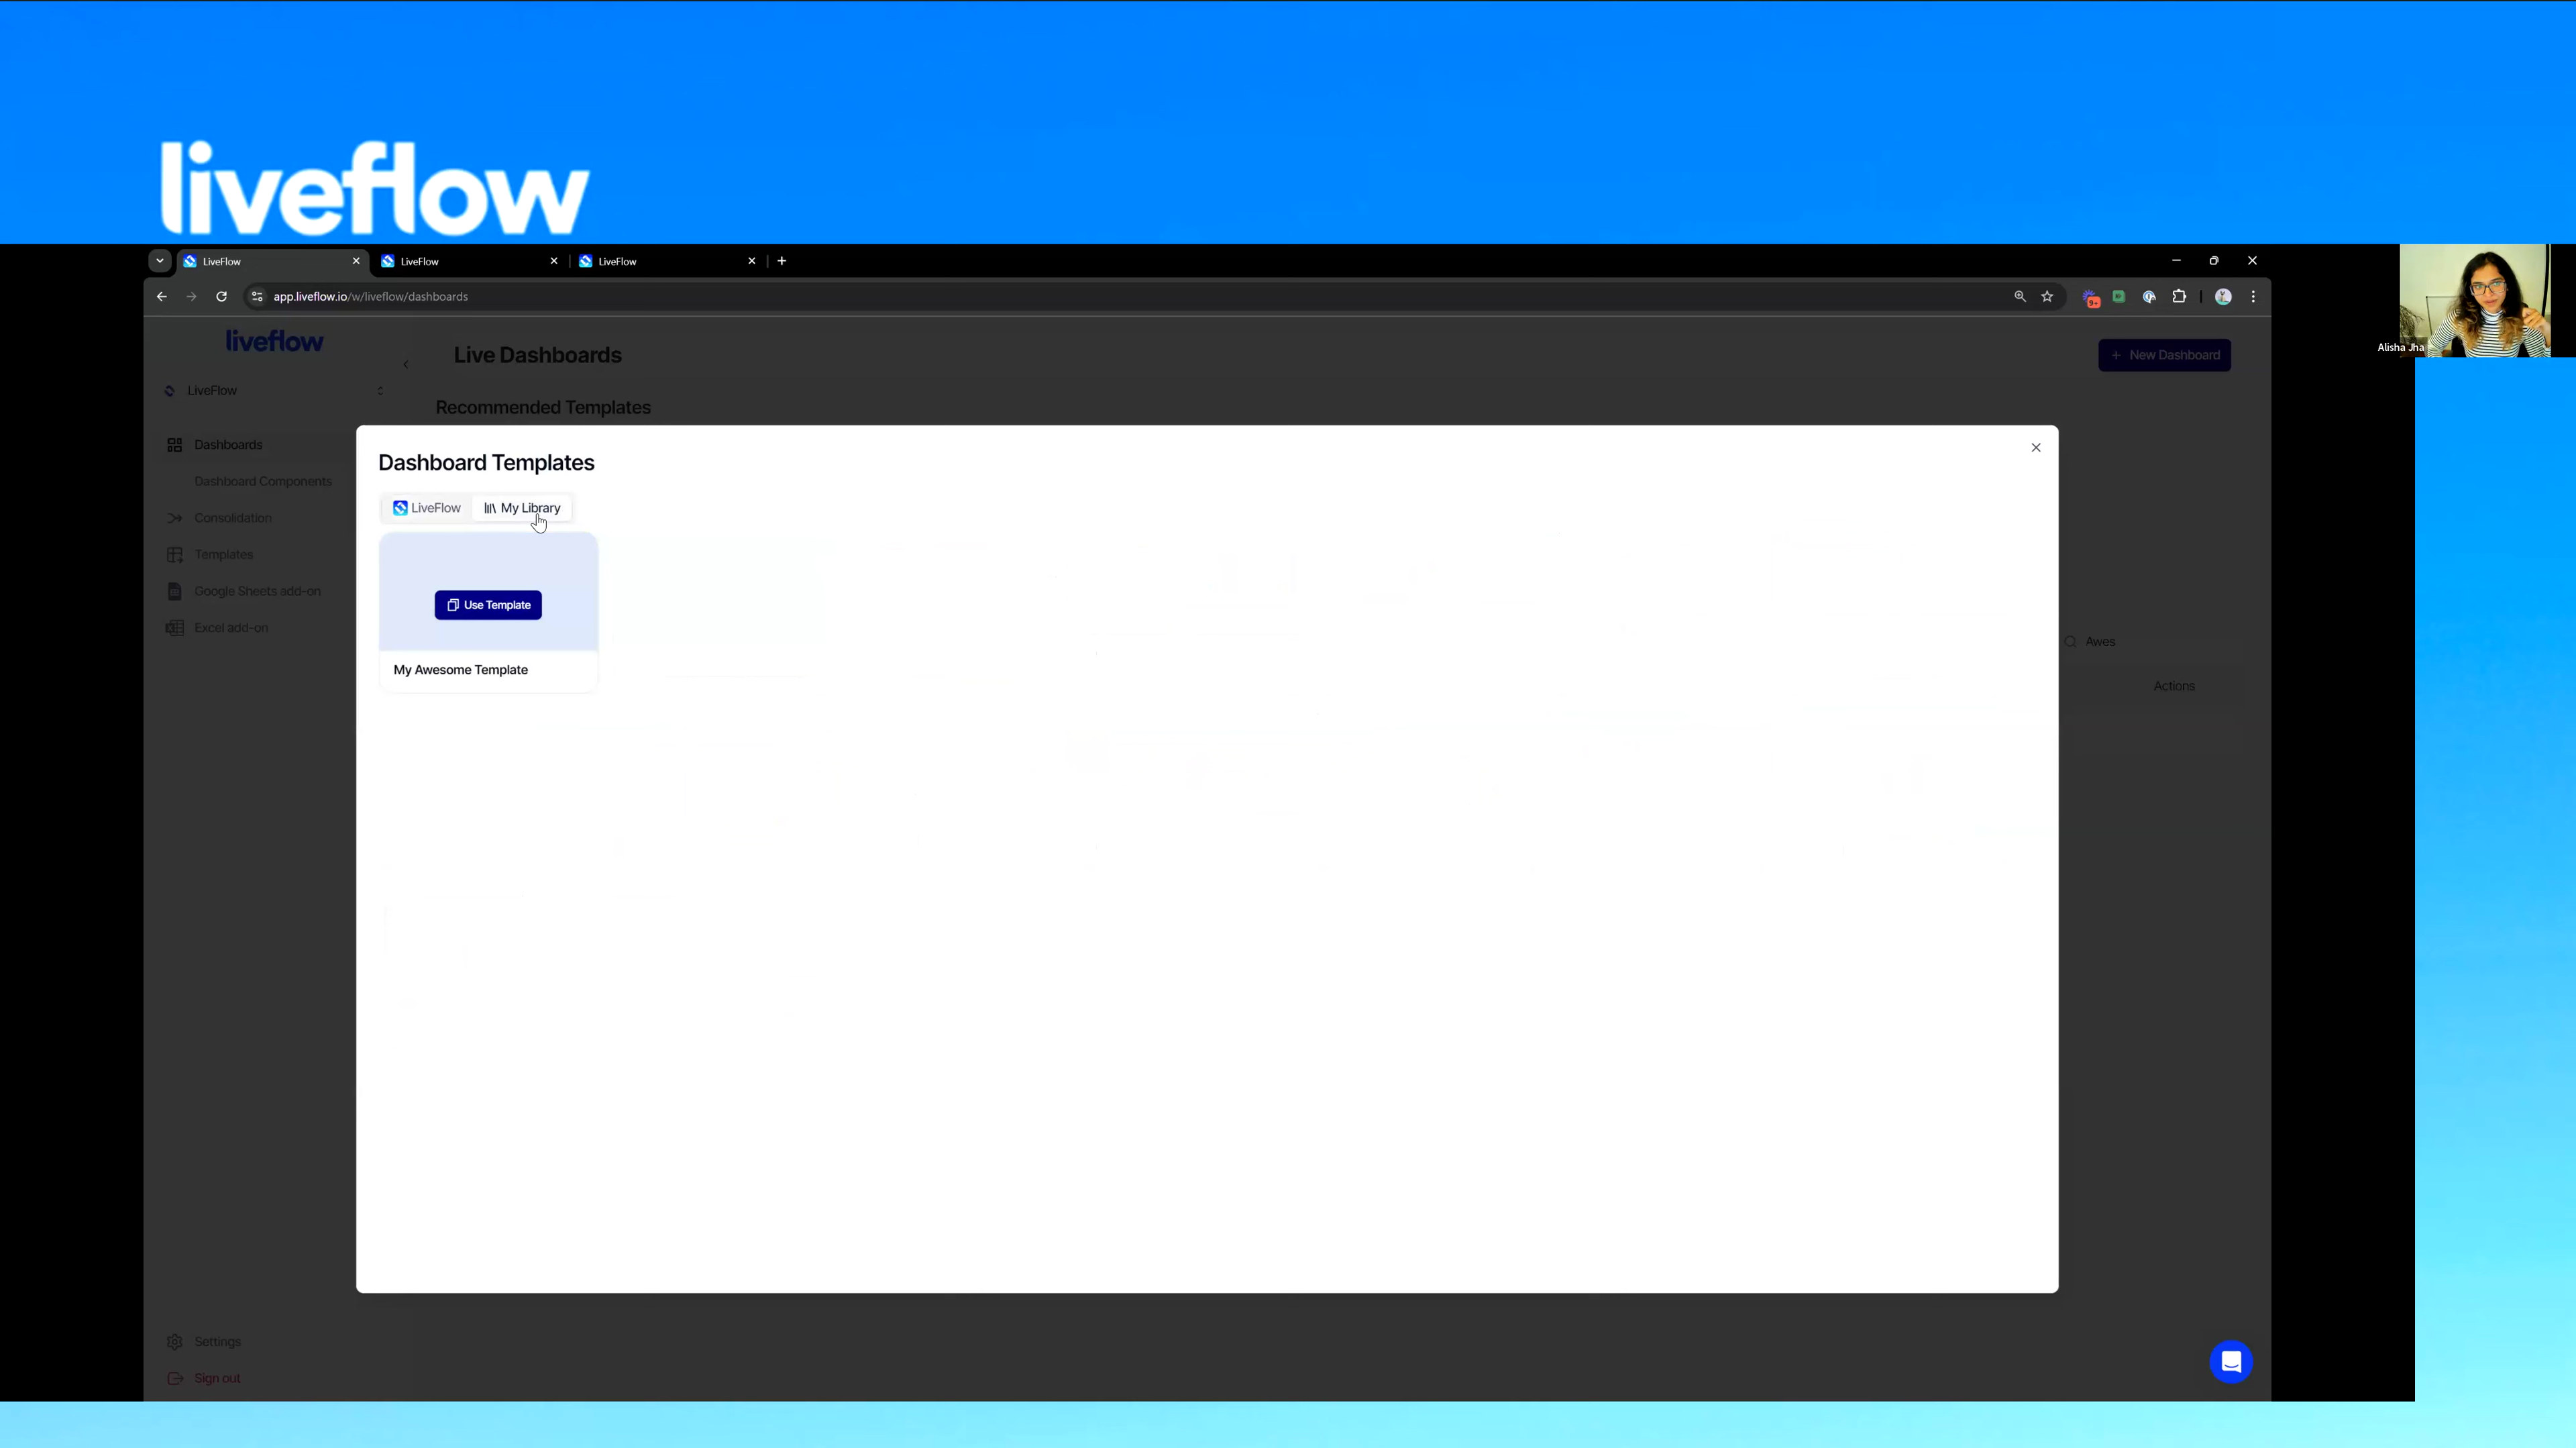 liveflow
LiveFlow
LiveFlow
LiveFlow
app.liveflow.io/w/liveflow/dashboards
9+
Alisha Jha
liveflow
Live Dashboards
+ New Dashboard
LiveFlow
Recommended Templates
Dashboards
Dashboard Components
Consolidation
Templates
Google Sheets add-on
Excel add-on
Dashboard Templates
LiveFlow
My Library
Use Template
My Awesome Template
Awes
Actions
Settings
Sign out